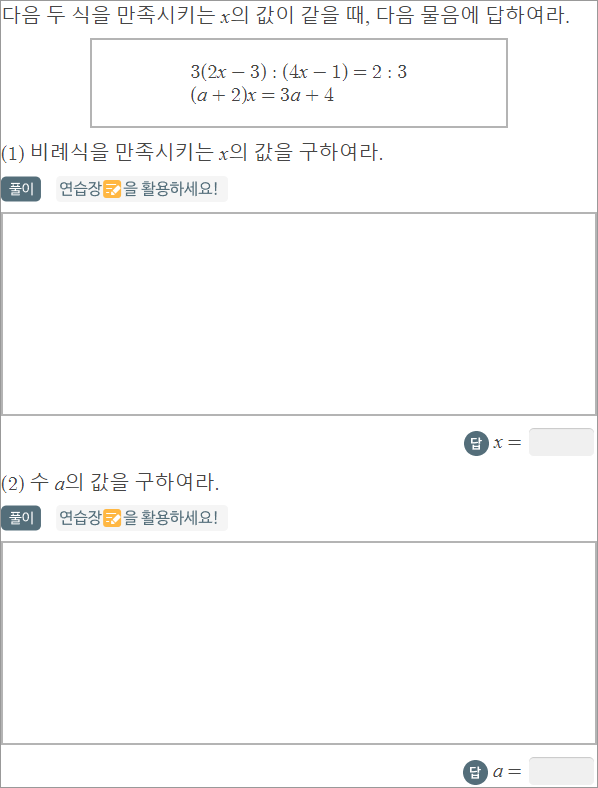 다음 두 식을 만족시키는 x의 값이 같을 때, 다음 물음에 답하여라.
3(2x − 3) : (4x − 1) = 2 : 3
(a + 2)x = 3a + 4
(1) 비례식을 만족시키는 x의 값을 구하여라.
풀이 연습장을 활용하세요!
답 x =
(2) 수 a의 값을 구하여라.
풀이 연습장을 활용하세요!
답 a =